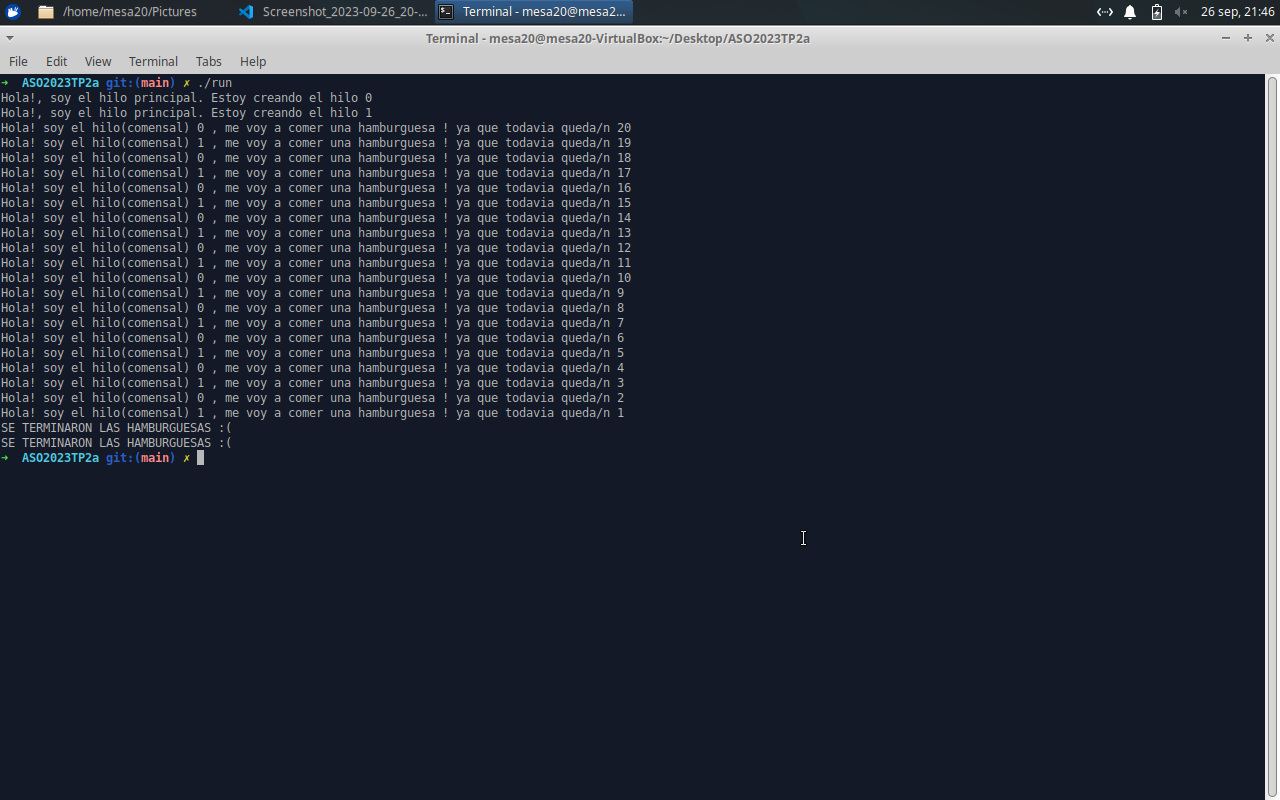 /home/mesa20/Pictures Screenshot_2023-09-26_20-... Terminal - mesa20@mesa2... 26 sep, 21:46
Terminal - mesa20@mesa20-VirtualBox:~/Desktop/ASO2023TP2a
File Edit View Terminal Tabs Help
➜ ASO2023TP2a git:(main) ✗ ./run
Hola!, soy el hilo principal. Estoy creando el hilo 0
Hola!, soy el hilo principal. Estoy creando el hilo 1
Hola! soy el hilo(comensal) 0 , me voy a comer una hamburguesa ! ya que todavia queda/n 20
Hola! soy el hilo(comensal) 1 , me voy a comer una hamburguesa ! ya que todavia queda/n 19
Hola! soy el hilo(comensal) 0 , me voy a comer una hamburguesa ! ya que todavia queda/n 18
Hola! soy el hilo(comensal) 1 , me voy a comer una hamburguesa ! ya que todavia queda/n 17
Hola! soy el hilo(comensal) 0 , me voy a comer una hamburguesa ! ya que todavia queda/n 16
Hola! soy el hilo(comensal) 1 , me voy a comer una hamburguesa ! ya que todavia queda/n 15
Hola! soy el hilo(comensal) 0 , me voy a comer una hamburguesa ! ya que todavia queda/n 14
Hola! soy el hilo(comensal) 1 , me voy a comer una hamburguesa ! ya que todavia queda/n 13
Hola! soy el hilo(comensal) 0 , me voy a comer una hamburguesa ! ya que todavia queda/n 12
Hola! soy el hilo(comensal) 1 , me voy a comer una hamburguesa ! ya que todavia queda/n 11
Hola! soy el hilo(comensal) 0 , me voy a comer una hamburguesa ! ya que todavia queda/n 10
Hola! soy el hilo(comensal) 1 , me voy a comer una hamburguesa ! ya que todavia queda/n 9
Hola! soy el hilo(comensal) 0 , me voy a comer una hamburguesa ! ya que todavia queda/n 8
Hola! soy el hilo(comensal) 1 , me voy a comer una hamburguesa ! ya que todavia queda/n 7
Hola! soy el hilo(comensal) 0 , me voy a comer una hamburguesa ! ya que todavia queda/n 6
Hola! soy el hilo(comensal) 1 , me voy a comer una hamburguesa ! ya que todavia queda/n 5
Hola! soy el hilo(comensal) 0 , me voy a comer una hamburguesa ! ya que todavia queda/n 4
Hola! soy el hilo(comensal) 1 , me voy a comer una hamburguesa ! ya que todavia queda/n 3
Hola! soy el hilo(comensal) 0 , me voy a comer una hamburguesa ! ya que todavia queda/n 2
Hola! soy el hilo(comensal) 1 , me voy a comer una hamburguesa ! ya que todavia queda/n 1
SE TERMINARON LAS HAMBURGUESAS :(
SE TERMINARON LAS HAMBURGUESAS :(
➜ ASO2023TP2a git:(main) ✗